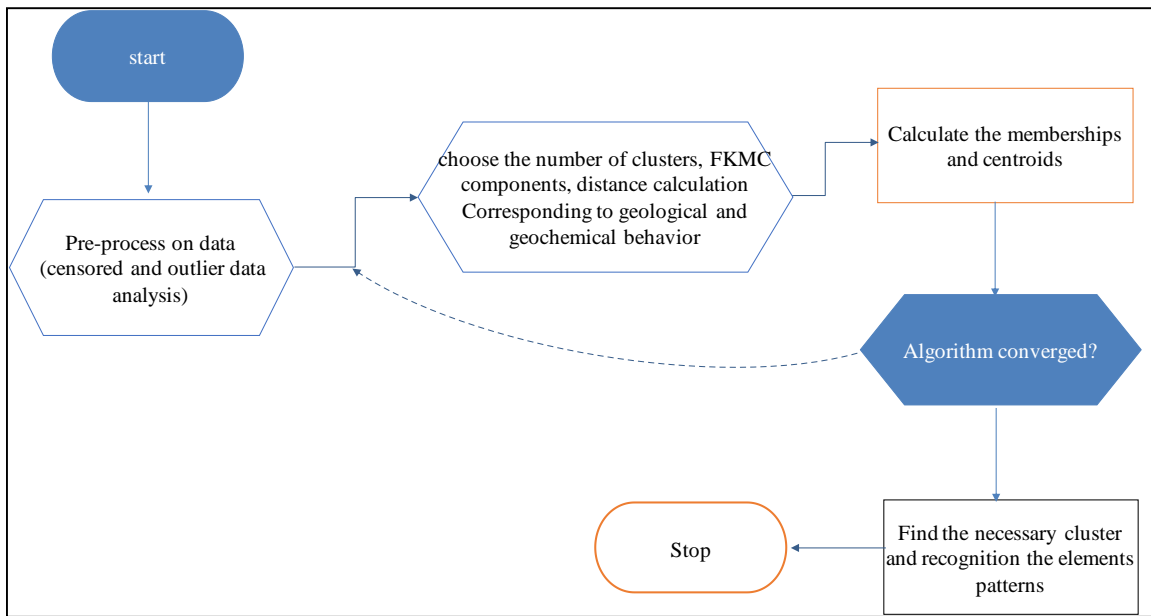 start
Pre-process on data
(censored and outlier data
analysis)
choose the number of clusters, FKMC
components, distance calculation
Corresponding to geological and
geochemical behavior
Calculate the memberships
and centroids
Algorithm converged?
Find the necessary cluster
and recognition the elements
patterns
Stop